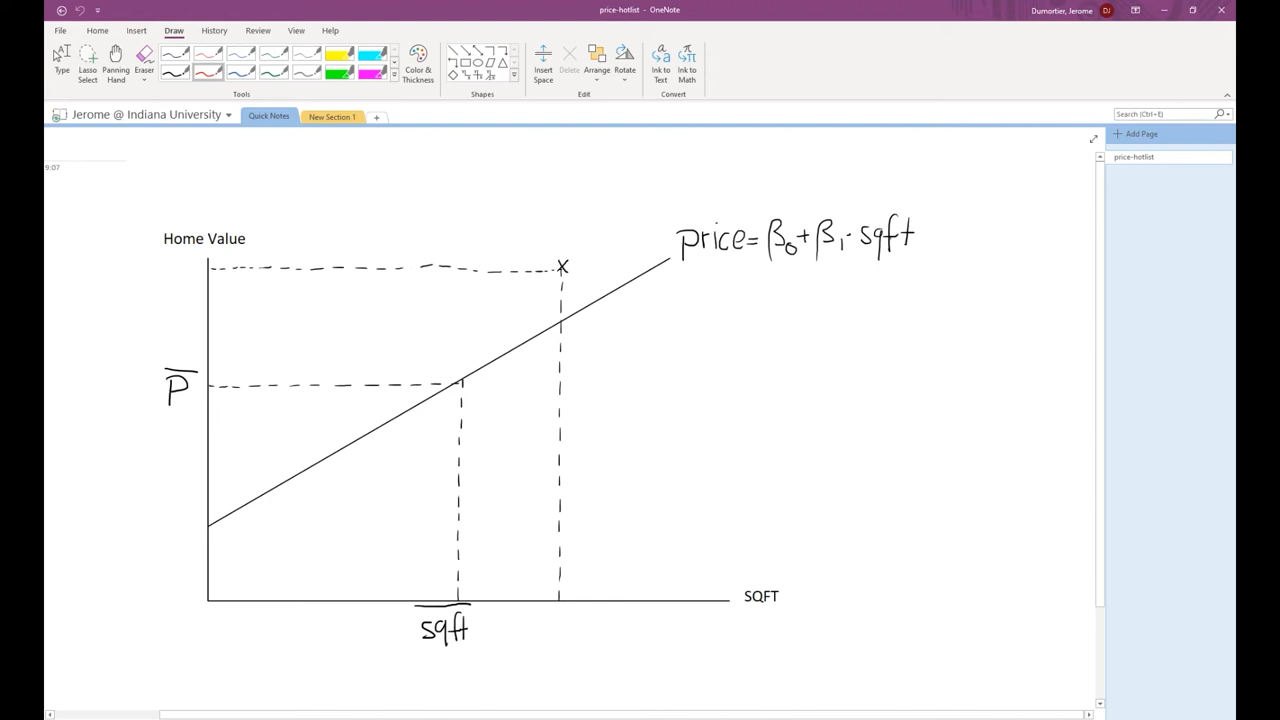 price-hotlist - OneNote
Dumortier, Jerome DJ
File Home Insert Draw History Review View Help
Type Lasso Select Panning Hand Eraser Color & Thickness Insert Space Delete Arrange Rotate Ink to Text Ink to Math
Tools Shapes Edit Convert
Jerome @ Indiana University Quick Notes New Section 1 Search (Ctrl+E)
Add Page
price-hotlist
9:07
Home Value
price=β₀+β₁·sqft
x
P̅
SQFT
s̅q̅f̅t̅